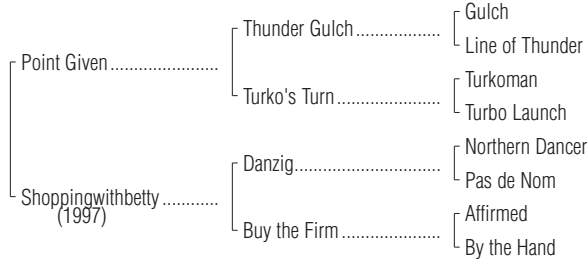 Gulch
Thunder Gulch ...................
Line of Thunder
Point Given .........................
Turkoman
Turko's Turn .......................
Turbo Launch
Northern Dancer
Danzig.................................
Pas de Nom
Shoppingwithbetty .............
(1997)
Affirmed
Buy the Firm ......................
By the Hand